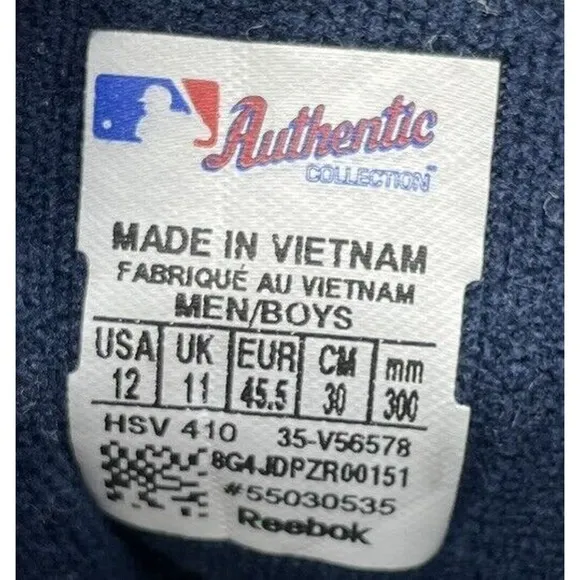 Authentic
COLLECTION™
MADE IN VIETNAM
FABRIQUÉ AU VIETNAM
MEN/BOYS
USA UK EUR CM mm
12 11 45.5 30 300
HSV 410 35-V56578
8G4JDPZR00151
#55030535
Reebok